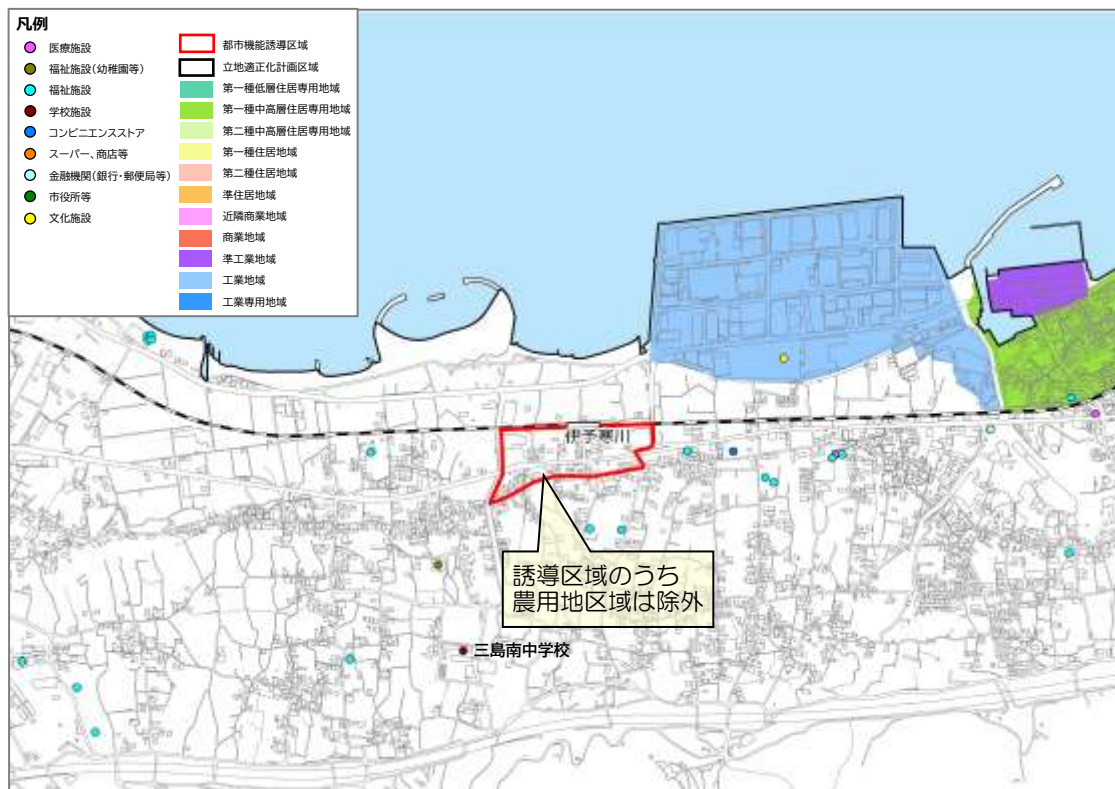 凡例
医療施設
福祉施設(幼稚園等)
福祉施設
学校施設
コンビニエンスストア
スーパー、商店等
金融機関(銀行・郵便局等)
市役所等
文化施設
都市機能誘導区域
立地適正化計画区域
第一種低層住居専用地域
第一種中高層住居専用地域
第二種中高層住居専用地域
第一種住居地域
第二種住居地域
準住居地域
近隣商業地域
商業地域
準工業地域
工業地域
工業専用地域
伊予寒川
誘導区域のうち
農用地区域は除外
三島南中学校